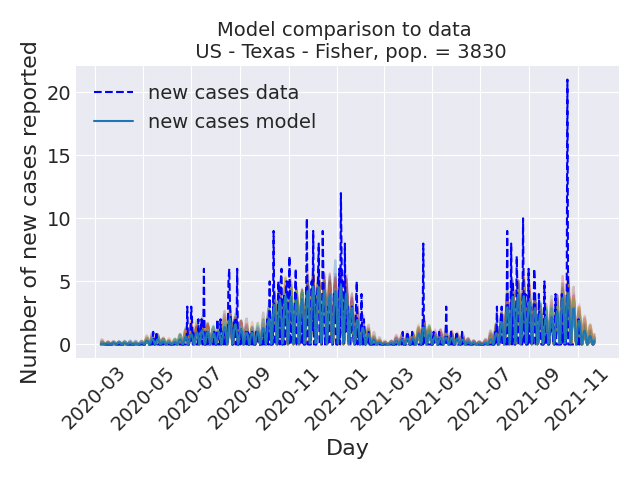 Model comparison to data
US - Texas - Fisher, pop. = 3830
Number of new cases reported
20
15
10
5
0
new cases data
new cases model
2020-03
2020-05
2020-07
2020-09
2020-11
2021-01
2021-03
2021-05
2021-07
2021-09
2021-11
Day